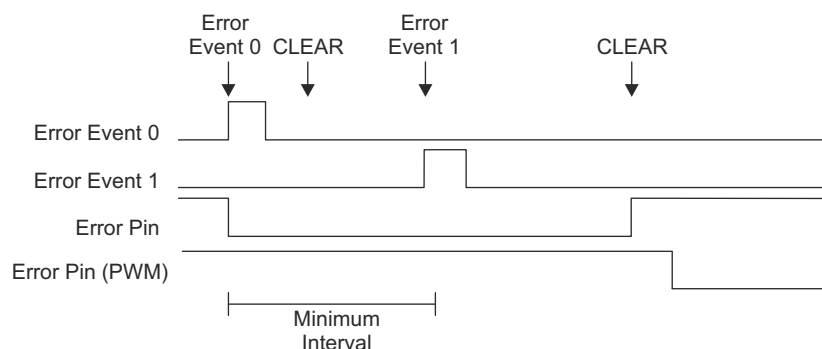 Error
Event 0
CLEAR
Error
Event 1
CLEAR
Error Event 0
Error Event 1
Error Pin
Error Pin (PWM)
Minimum
Interval